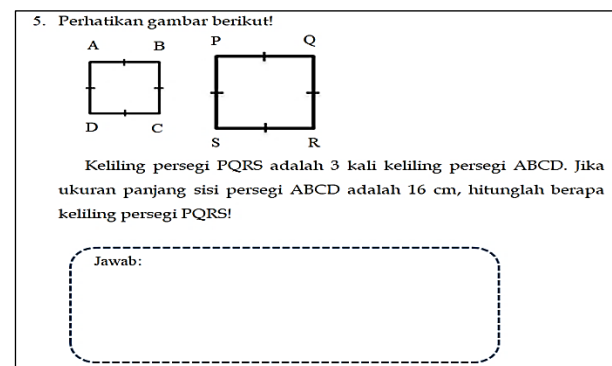 5. Perhatikan gambar berikut!
A B P Q
D C
S R
Keliling persegi PQRS adalah 3 kali keliling persegi ABCD. Jika
ukuran panjang sisi persegi ABCD adalah 16 cm, hitunglah berapa
keliling persegi PQRS!
Jawab: